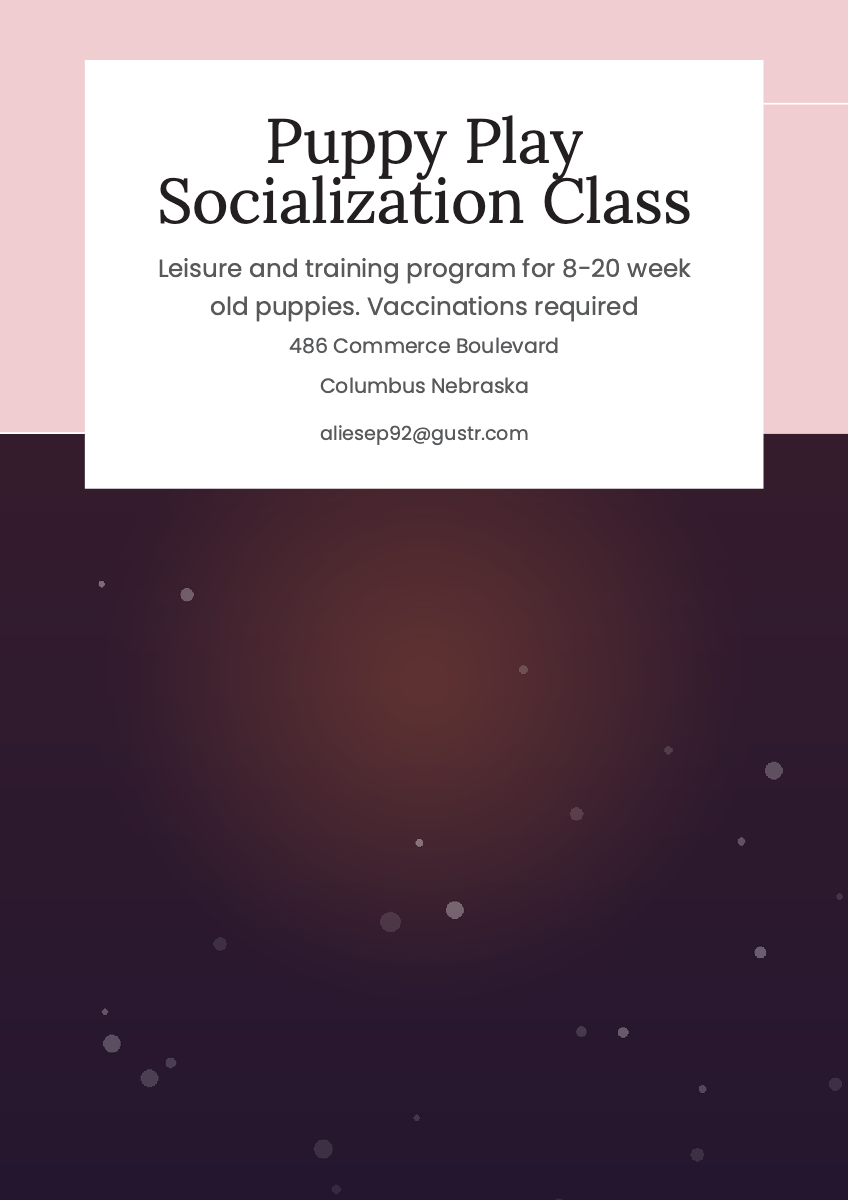 Puppy Play
Socialization Class
Leisure and training program for 8-20 week
old puppies. Vaccinations required
486 Commerce Boulevard
Columbus Nebraska
aliesep92@gustr.com